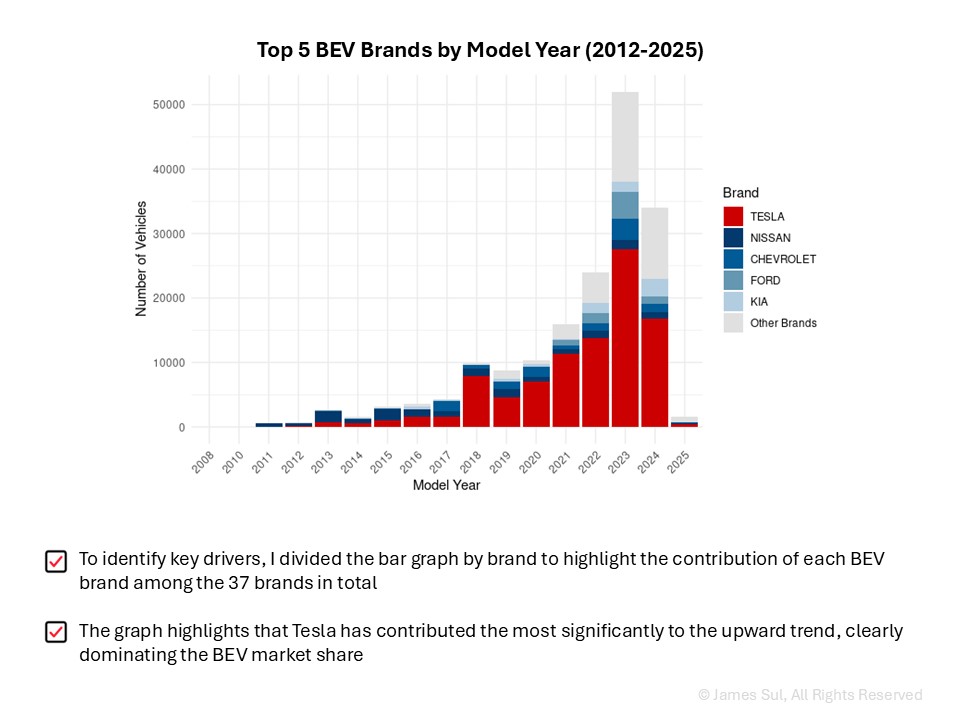 Top 5 BEV Brands by Model Year (2012-2025)
50000
40000
30000
20000
10000
0
Number of Vehicles
2008
2010
2011
2012
2013
2014
2015
2016
2017
2018
2019
2020
2021
2022
2023
2024
2025
Model Year
Brand
TESLA
NISSAN
CHEVROLET
FORD
KIA
Other Brands
To identify key drivers, I divided the bar graph by brand to highlight the contribution of each BEV
brand among the 37 brands in total
The graph highlights that Tesla has contributed the most significantly to the upward trend, clearly
dominating the BEV market share
© James Sul, All Rights Reserved